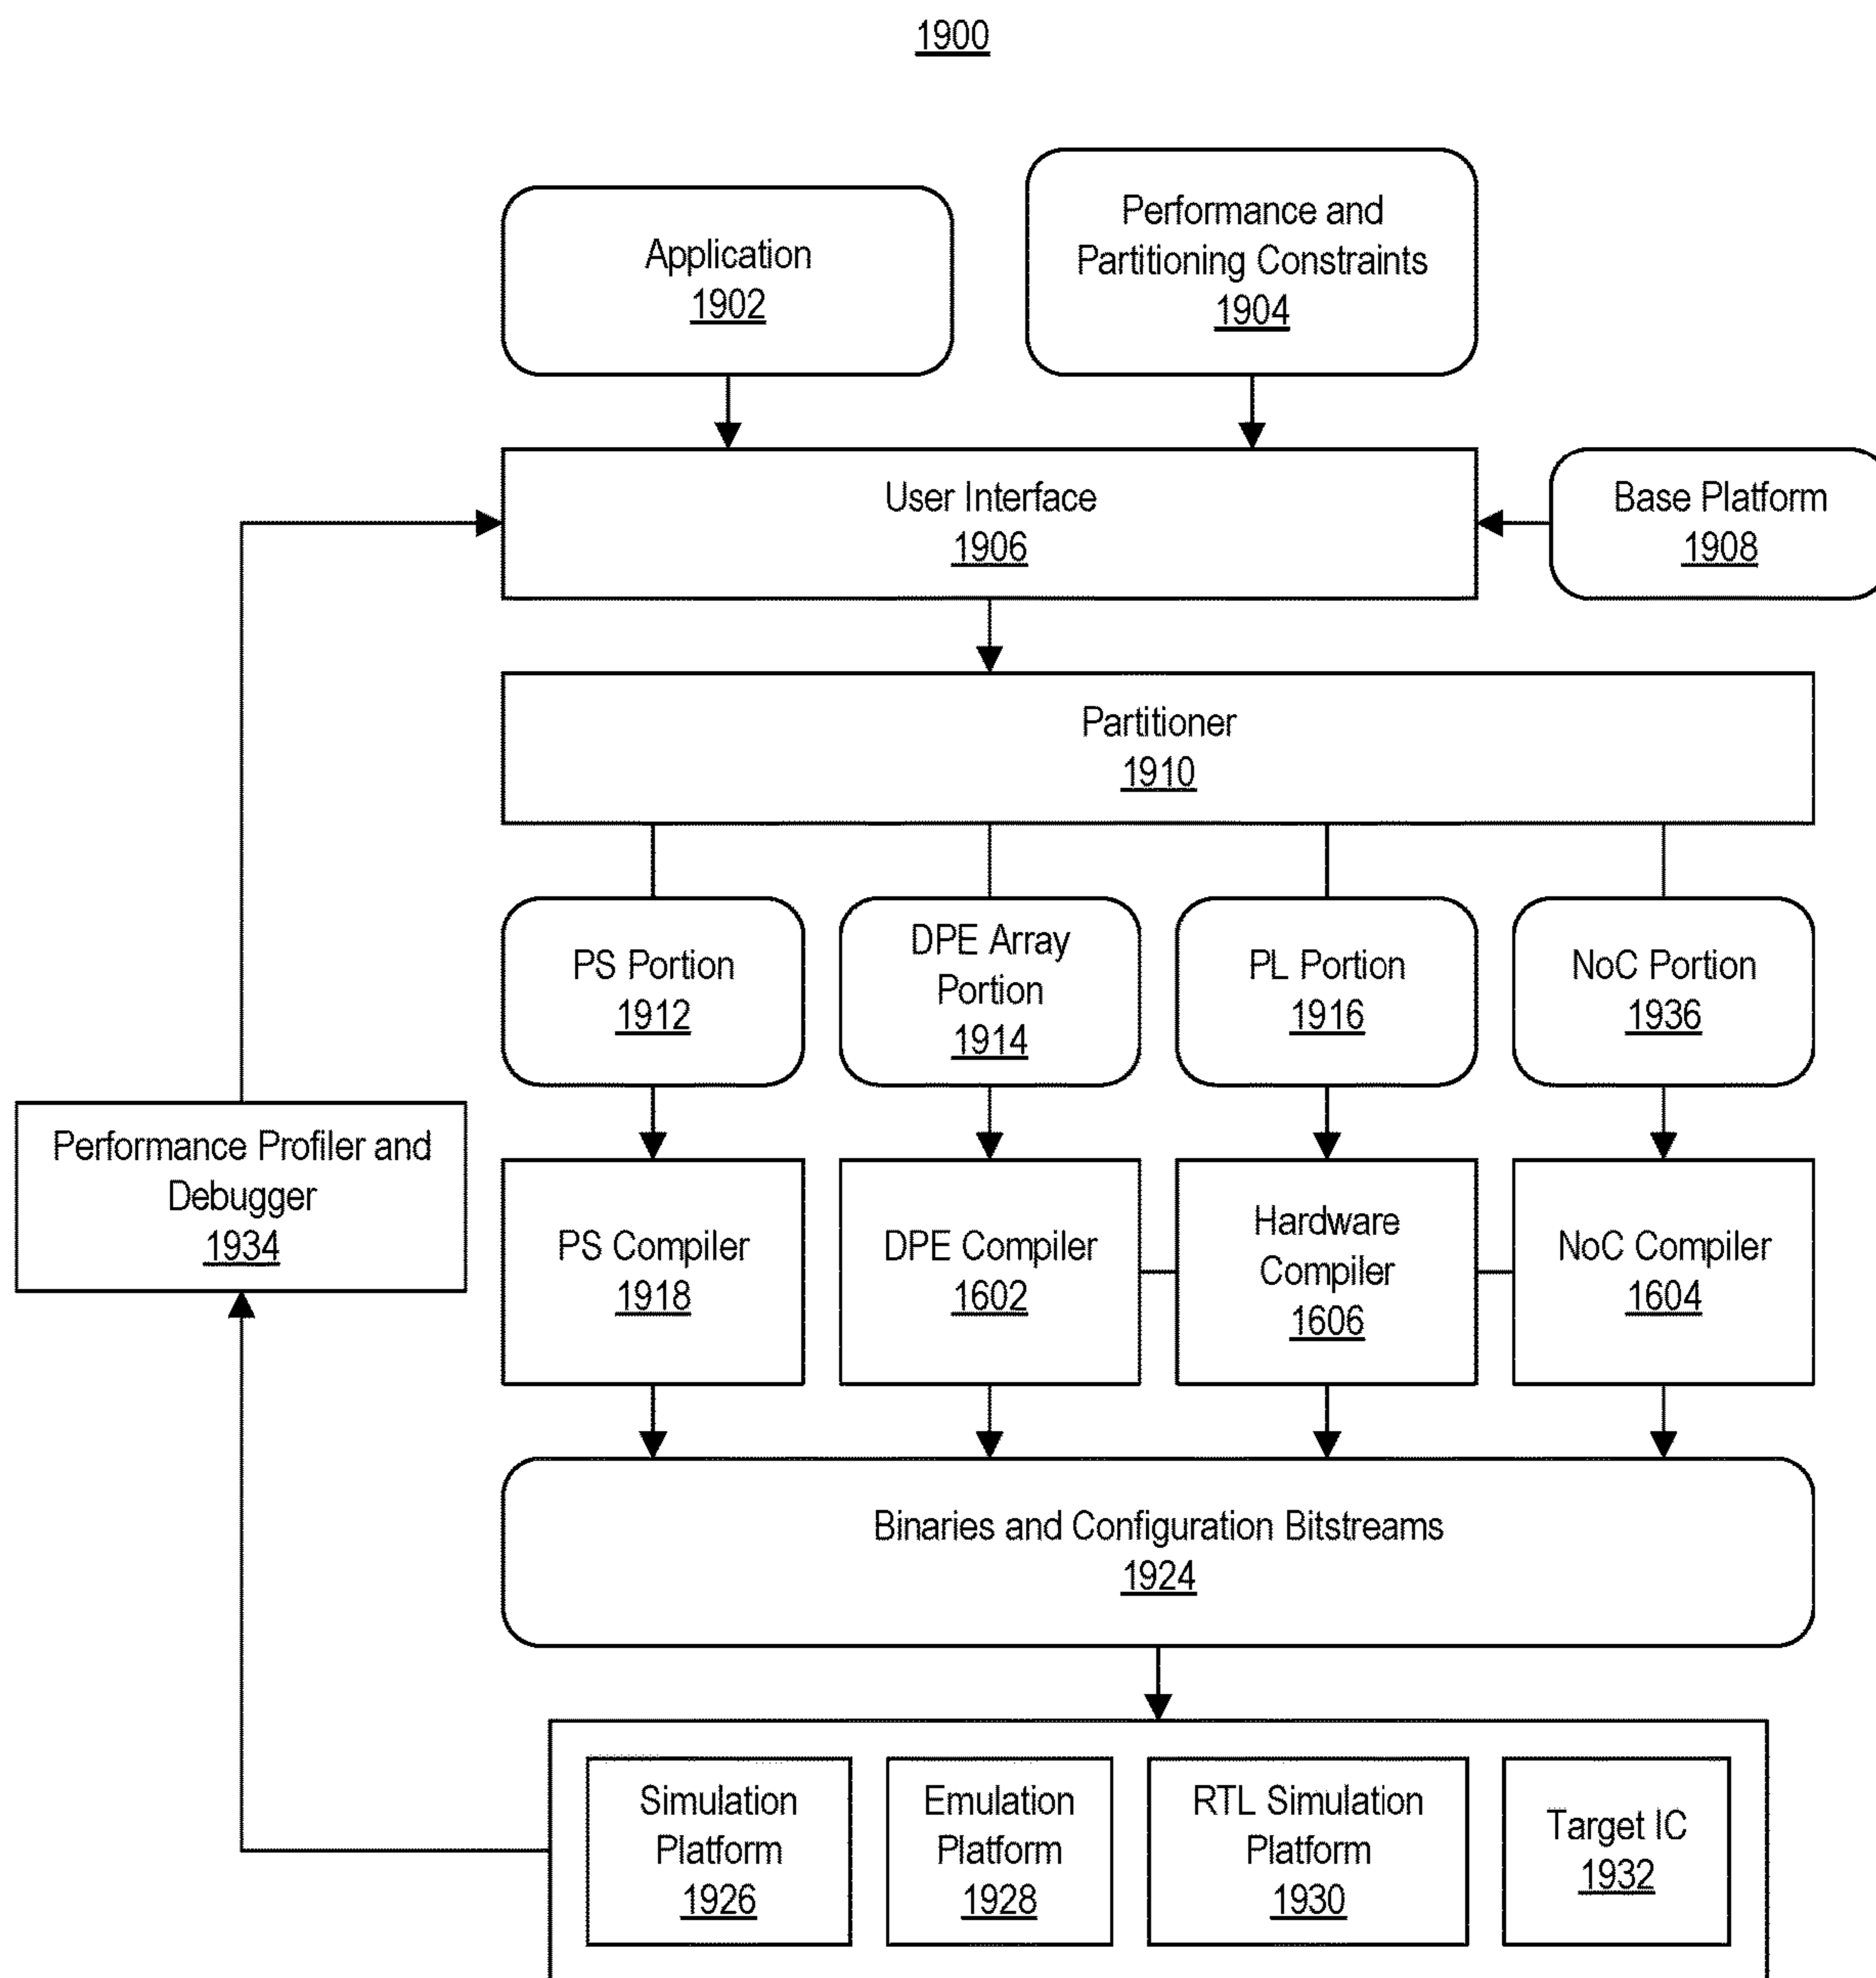 1900
Application
1902
Performance and
Partitioning Constraints
1904
User Interface
1906
Base Platform
1908
Partitioner
1910
PS Portion
1912
DPE Array
Portion
1914
PL Portion
1916
NoC Portion
1936
Performance Profiler and
Debugger
1934
PS Compiler
1918
DPE Compiler
1602
Hardware
Compiler
1606
NoC Compiler
1604
Binaries and Configuration Bitstreams
1924
Simulation
Platform
1926
Emulation
Platform
1928
RTL Simulation
Platform
1930
Target IC
1932